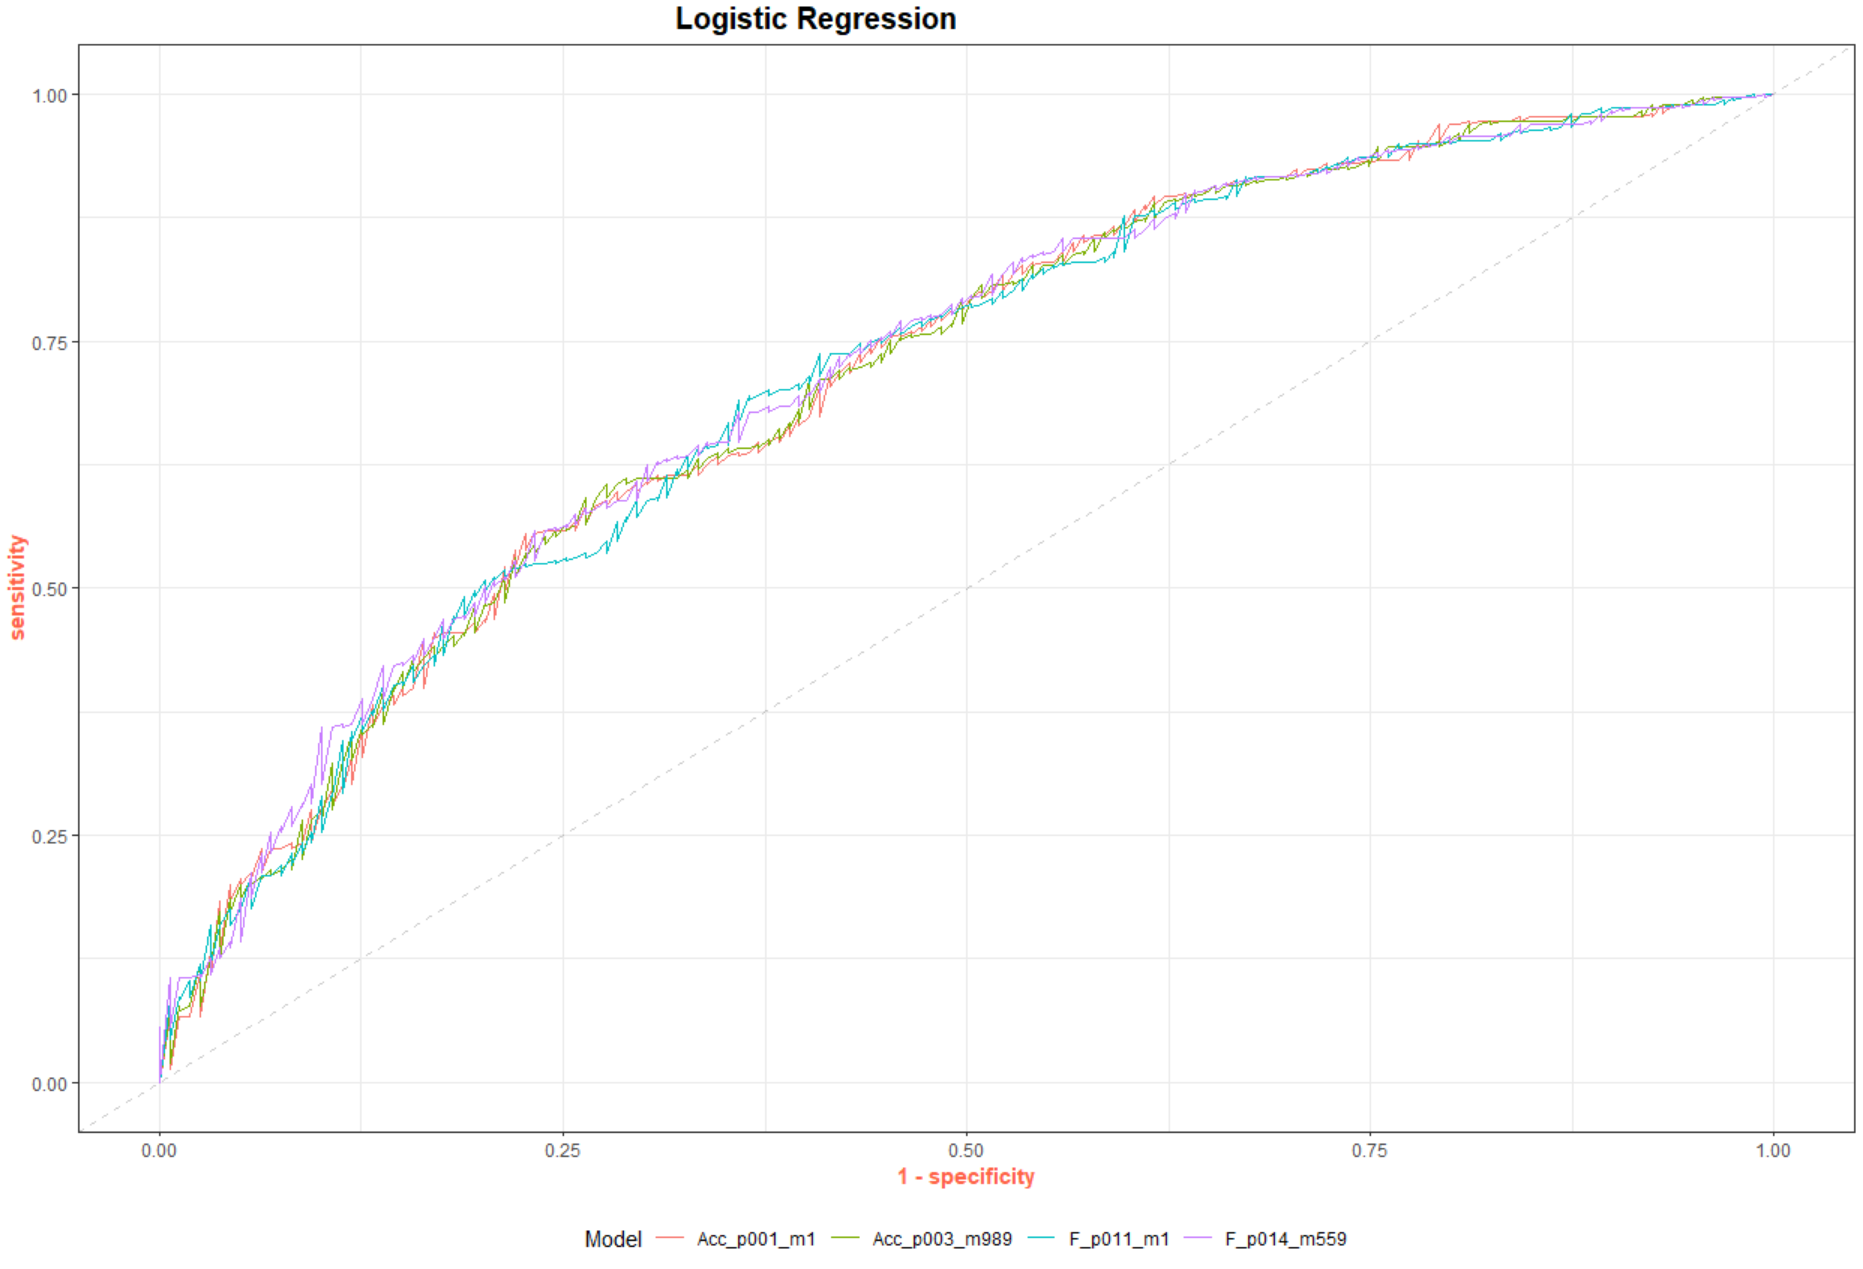 Logistic Regression
1.00
0.75
0.50
0.25
0.00
sensitivity
0.00 0.25 0.50 0.75 1.00
1 - specificity
Model Acc_p001_m1 Acc_p003_m989 F_p011_m1 F_p014_m559